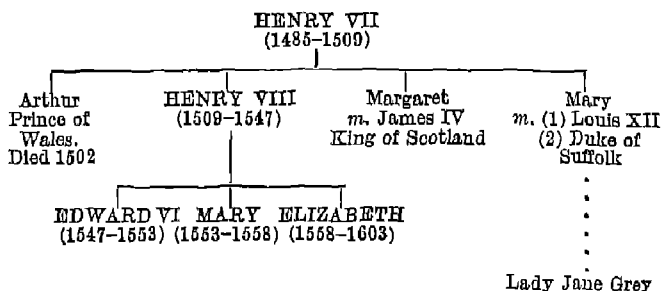 HENRY VII
(1485–1509)
Arthur
Prince of
Wales.
Died 1502
HENRY VIII
(1509–1547)
Margaret
m. James IV
King of Scotland
Mary
m. (1) Louis XII
(2) Duke of
Suffolk
EDWARD VI MARY ELIZABETH
(1547–1553) (1553–1558) (1558–1603)
Lady Jane Grey